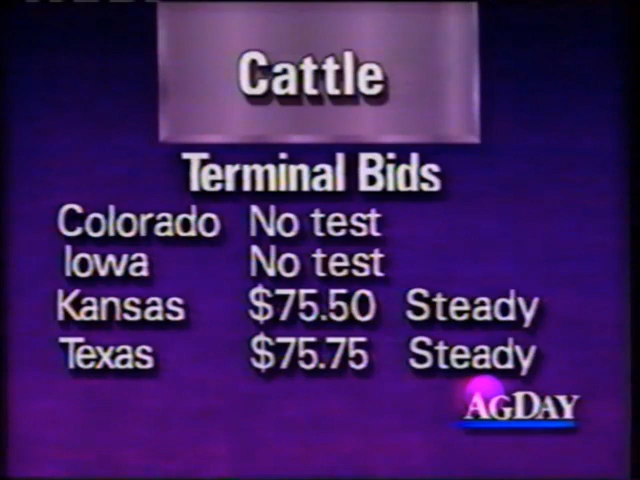 Cattle
Terminal Bids
Colorado No test
Iowa No test
Kansas $75.50 Steady
Texas $75.75 Steady
AGDAY